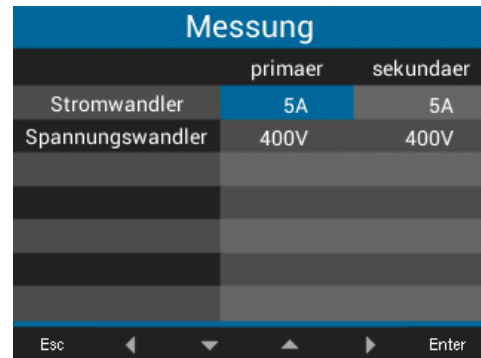 Messung
primaer sekundaer
Stromwandler 5A 5A
Spannungswandler 400V 400V
Esc Enter